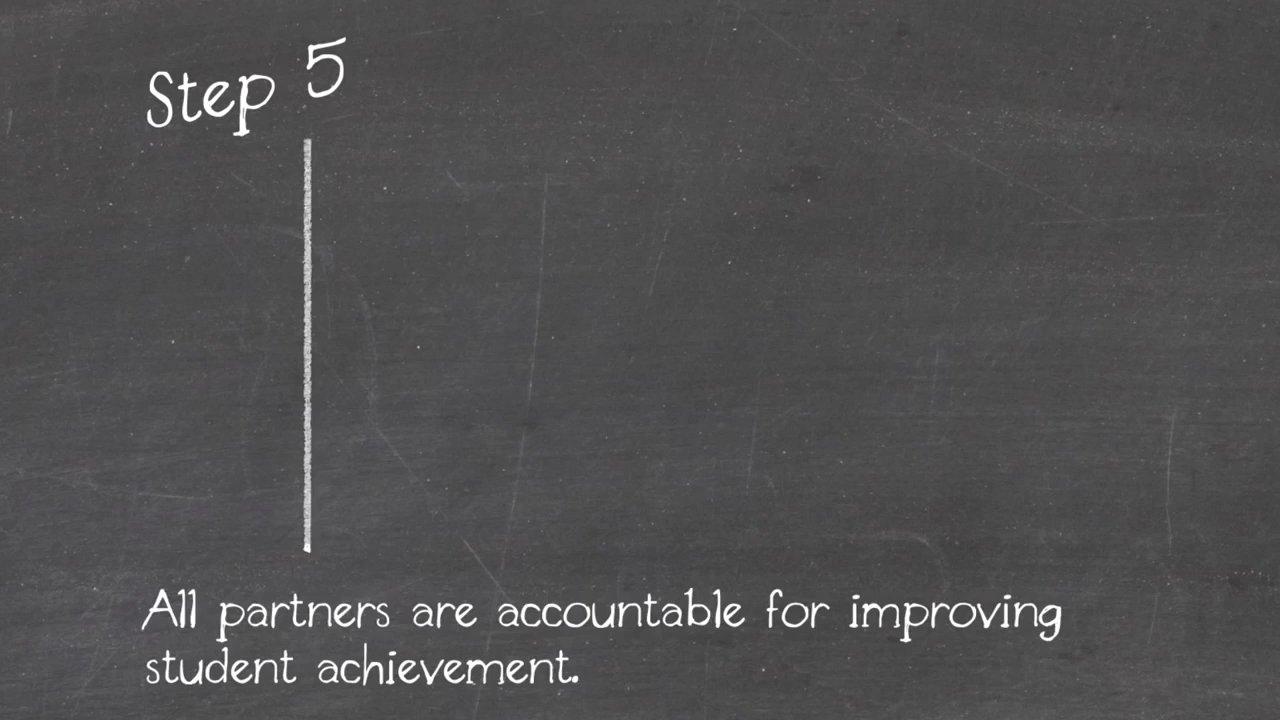 Step 5
All partners are accountable for improving
student achievement.